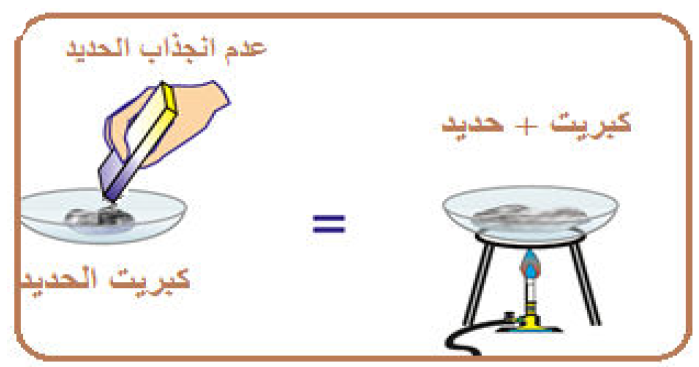 عدم انجذاب الحديد
كبريت + حديد
=
كبريت الحديد